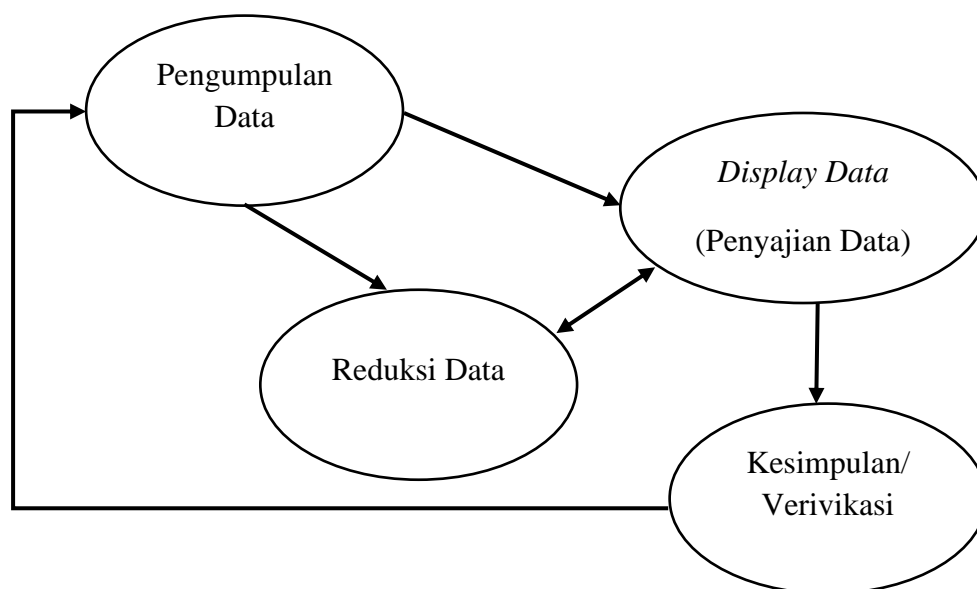 Pengumpulan
Data
Display Data
(Penyajian Data)
Reduksi Data
Kesimpulan/
Verivikasi